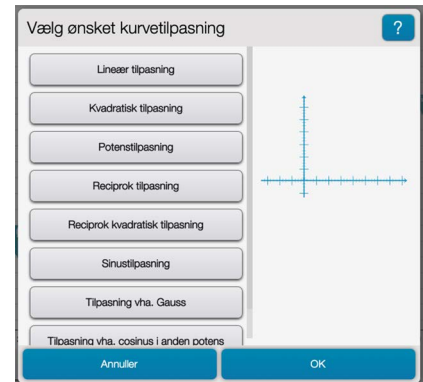 Vælg ønsket kurvetilpasning
?
Lineær tilpasning
Kvadratisk tilpasning
Potenstilpasning
Reciprok tilpasning
Reciprok kvadratisk tilpasning
Sinustilpasning
Tilpasning vha. Gauss
Tilpasning vha. cosinus i anden potens
Annuller
OK